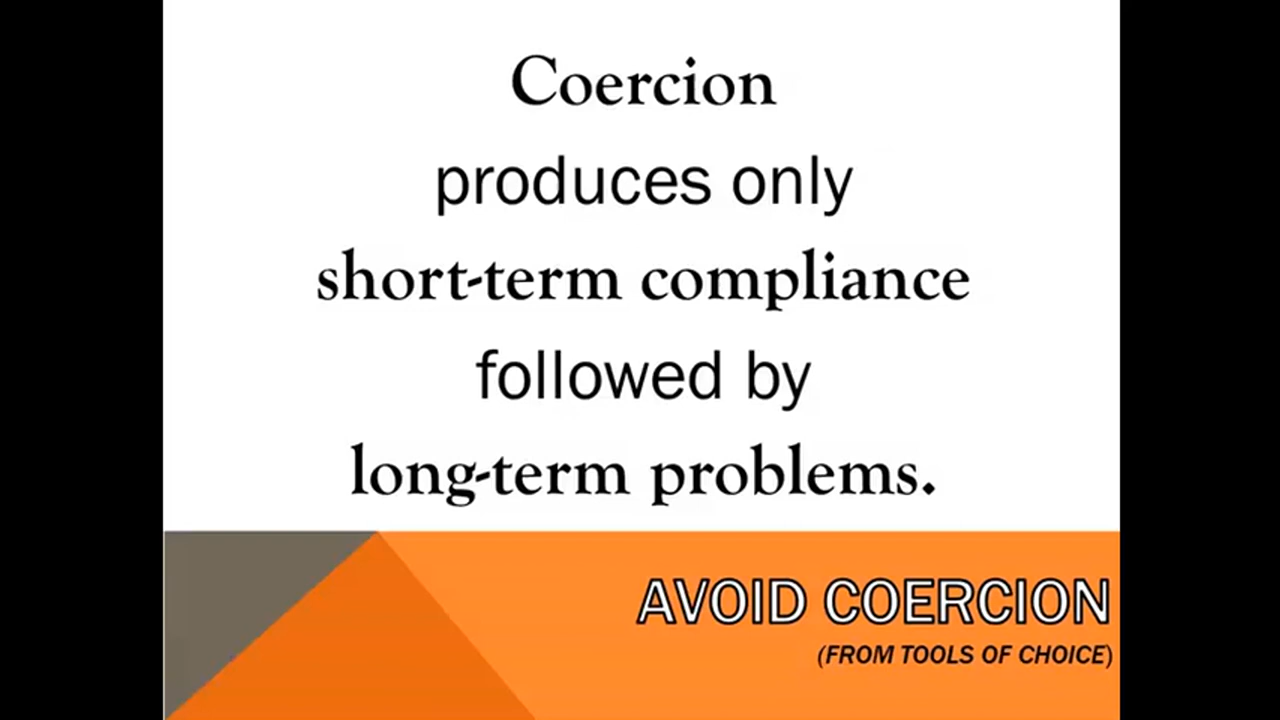 Coercion
produces only
short-term compliance
followed by
long-term problems.
AVOID COERCION
(FROM TOOLS OF CHOICE)